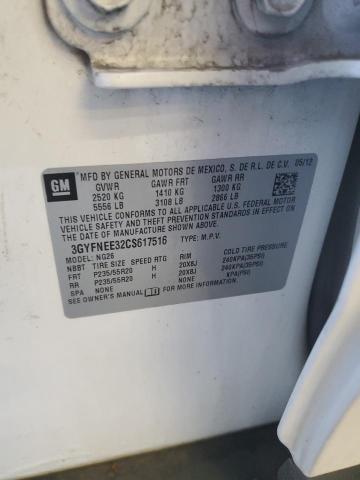 GM
MFD BY GENERAL MOTORS DE MEXICO, S. DE R.L. DE C.V. 05/12
GVWR GAWR FRT GAWR RR
2520 KG 1410 KG 1300 KG
5556 LB 3108 LB 2866 LB
THIS VEHICLE CONFORMS TO ALL APPLICABLE U.S. FEDERAL MOTOR
VEHICLE SAFETY, BUMPER, AND THEFT PREVENTION STANDARDS
IN EFFECT ON THE DATE OF MANUFACTURE SHOWN ABOVE.
3GYFNEE32CS617516 TYPE: M.P.V.
MODEL: NG26
NBBT TIRE SIZE SPEED RTG RIM COLD TIRE PRESSURE
FRT P235/55R20 H 20X8J 240KPA(35PSI)
RR P235/55R20 H 20X8J 240KPA(35PSI)
SPA NONE NONE KPA(PSI)
SEE OWNER'S MANUAL FOR ADDITIONAL INFORMATION.